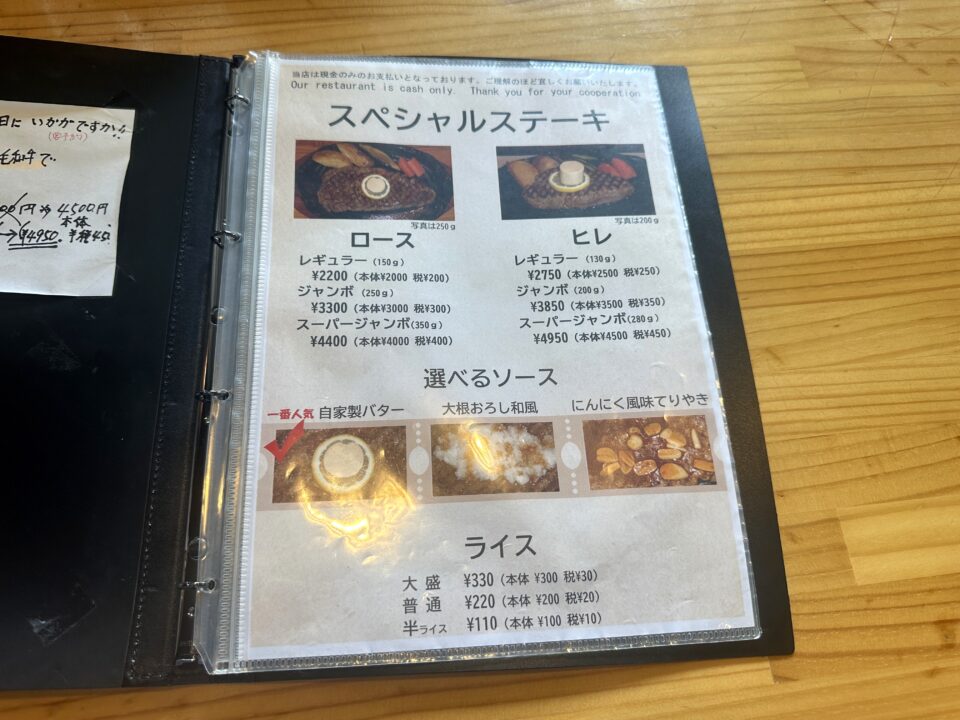 日に いかがですか!!
毛和牛で
4500円
本体
→¥4950
当店は現金のみのお支払いとなっております。ご理解のほど宜しくお願いいたします。
Our restaurant is cash only. Thank you for your cooperation
スペシャルステーキ
写真は250g
写真は200g
ロース
レギュラー（150g）
¥2200（本体¥2000 税¥200）
ジャンボ（250g）
¥3300（本体¥3000 税¥300）
スーパージャンボ(350g)
¥4400（本体¥4000 税¥400）
ヒレ
レギュラー（130g）
¥2750（本体¥2500 税¥250）
ジャンボ（200g）
¥3850（本体¥3500 税¥350）
スーパージャンボ(280g)
¥4950（本体¥4500 税¥450）
選べるソース
一番人気 自家製バター
大根おろし和風
にんにく風味てりやき
ライス
大盛 ¥330（本体 ¥300 税¥30）
普通 ¥220（本体 ¥200 税¥20）
半ライス ¥110（本体 ¥100 税¥10）